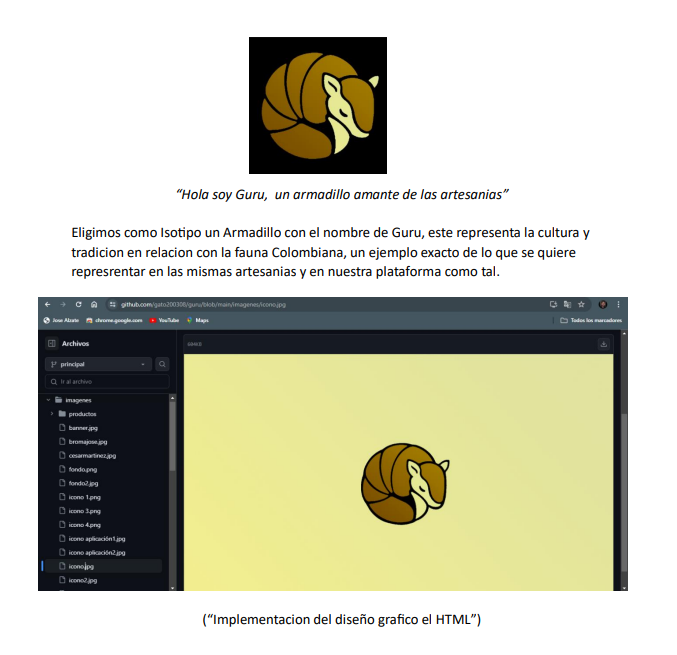 “Hola soy Guru,  un armadillo amante de las artesanias”
Eligimos como Isotipo un Armadillo con el nombre de Guru, este representa la cultura y
tradicion en relacion con la fauna Colombiana, un ejemplo exacto de lo que se quiere
represrentar en las mismas artesanias y en nuestra plataforma como tal.
github.com/gato200308/guru/blob/main/imagenes/icono.jpg
Jose Abate chrome.google.com YouTube Maps Todos los marcadores
Archivos
principal
Ir al archivo
imagenes
productos
banner.jpg
bromajose.jpg
cesarmartinez.jpg
fondo.png
fondo2.jpg
icono 1.png
icono 3.png
icono 4.png
icono aplicación1.jpg
icono aplicación2.jpg
icono.jpg
icono2.jpg
(“Implementacion del diseño grafico el HTML”)